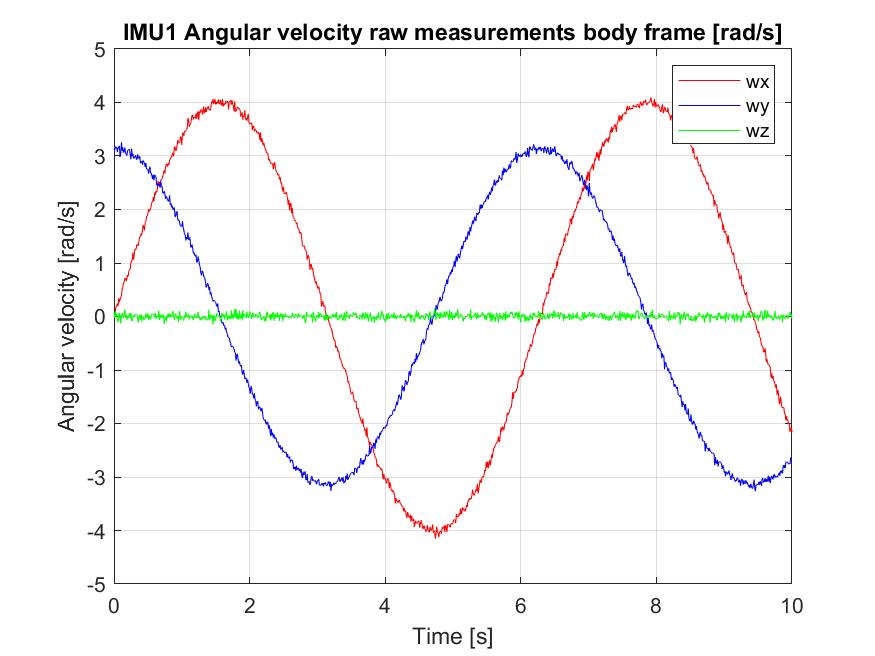 IMU1 Angular velocity raw measurements body frame [rad/s]
5
4
3
2
1
0
-1
-2
-3
-4
-5
Angular velocity [rad/s]
wx
wy
wz
0 2 4 6 8 10
Time [s]